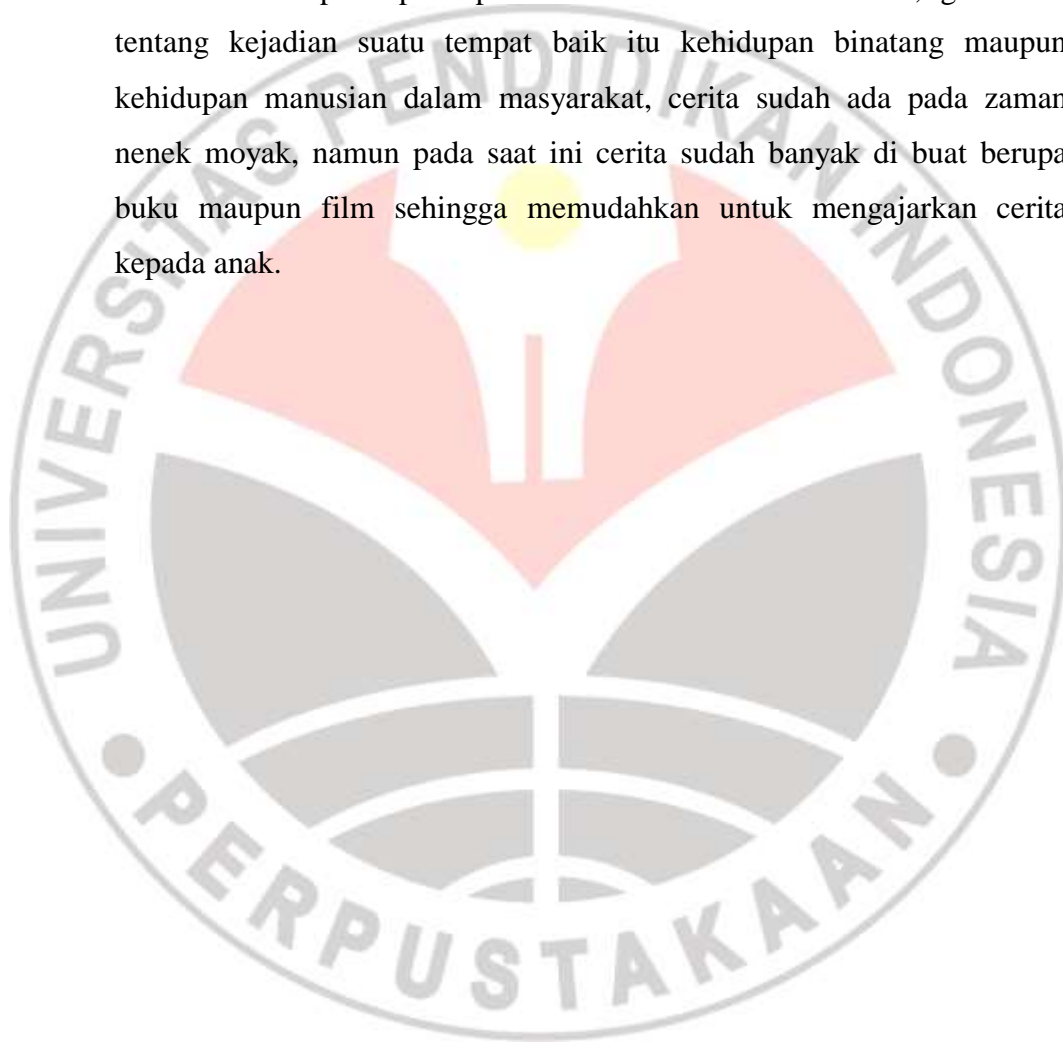 tentang kejadian suatu tempat baik itu kehidupan binatang maupun
kehidupan manusian dalam masyarakat, cerita sudah ada pada zaman
nenek moyak, namun pada saat ini cerita sudah banyak di buat berupa
buku maupun film sehingga memudahkan untuk mengajarkan cerita
kepada anak.
UNIVERSITAS PENDIDIKAN INDONESIA
PERPUSTAKAAN